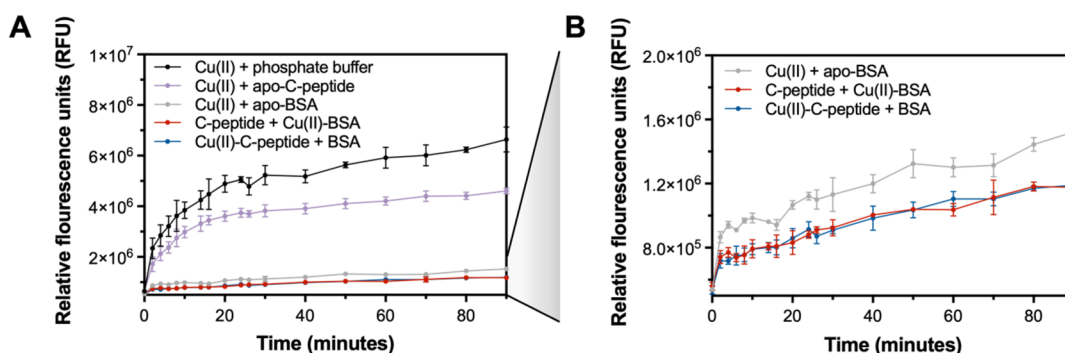 A
Relative flourescence units (RFU)
1×10⁷
8×10⁶
6×10⁶
4×10⁶
2×10⁶
Cu(II) + phosphate buffer
Cu(II) + apo-C-peptide
Cu(II) + apo-BSA
C-peptide + Cu(II)-BSA
Cu(II)-C-peptide + BSA
0 20 40 60 80
Time (minutes)
B
Relative flourescence units (RFU)
2.0×10⁶
1.6×10⁶
1.2×10⁶
8.0×10⁵
Cu(II) + apo-BSA
C-peptide + Cu(II)-BSA
Cu(II)-C-peptide + BSA
0 20 40 60 80
Time (minutes)